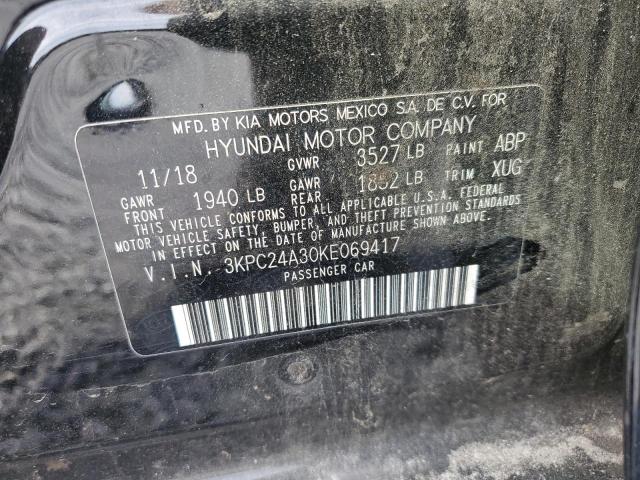 MFD. BY KIA MOTORS MEXICO S.A. DE C.V. FOR
HYUNDAI MOTOR COMPANY
11/18 GVWR 3527 LB PAINT ABP
GAWR FRONT 1940 LB GAWR REAR LB TRIM XUG
THIS VEHICLE CONFORMS TO ALL APPLICABLE U.S.A. FEDERAL
MOTOR VEHICLE SAFETY, BUMPER, AND THEFT PREVENTION STANDARDS
IN EFFECT ON THE DATE OF MANUFACTURE SHOWN ABOVE.
V.I.N. 3KPC24A30KE069417
PASSENGER CAR